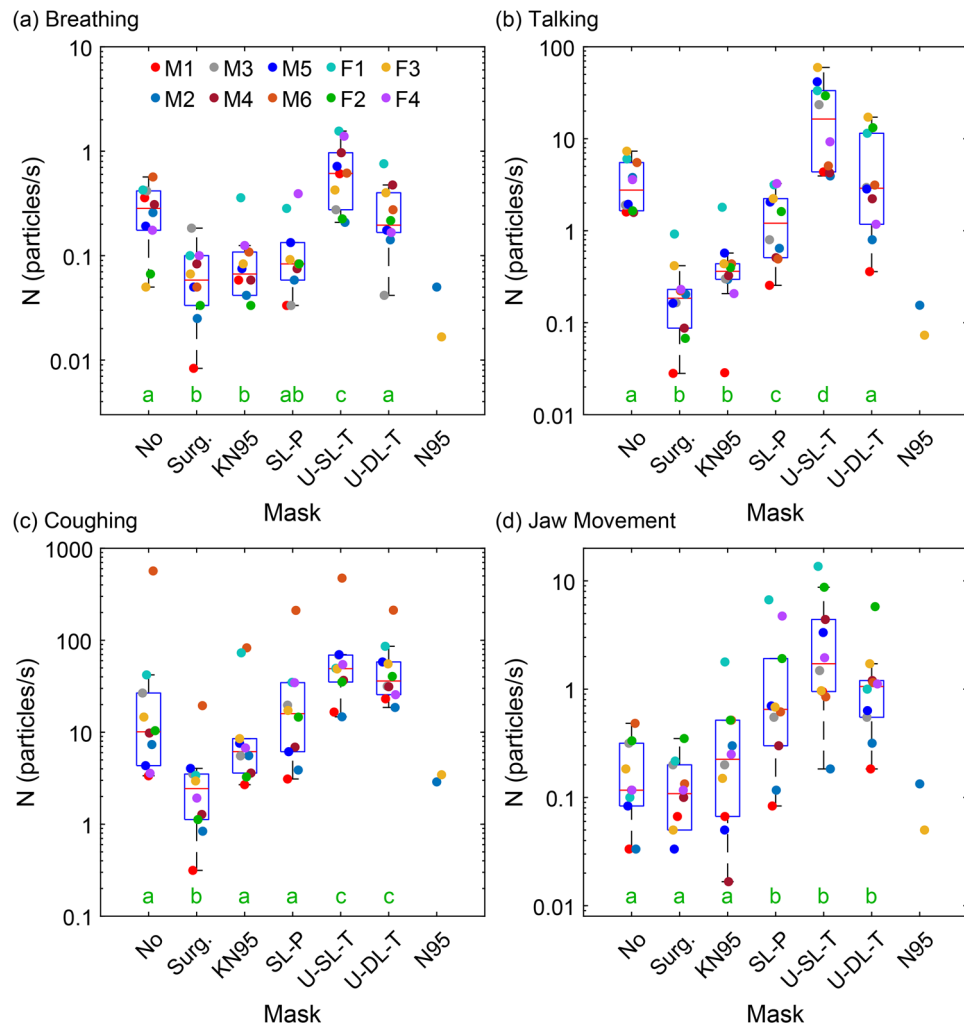 (a) Breathing
(b) Talking
N (particles/s)
10
1
0.1
0.01
M1 M3 M5 F1 F3
M2 M4 M6 F2 F4
a b b ab c a
No Surg. KN95 SL-P U-SL-T U-DL-T N95
Mask
N (particles/s)
100
10
1
0.1
0.01
a b b c d a
No Surg. KN95 SL-P U-SL-T U-DL-T N95
Mask
(c) Coughing
(d) Jaw Movement
N (particles/s)
1000
100
10
1
0.1
a b a a c c
No Surg. KN95 SL-P U-SL-T U-DL-T N95
Mask
N (particles/s)
10
1
0.1
0.01
a a a b b b
No Surg. KN95 SL-P U-SL-T U-DL-T N95
Mask